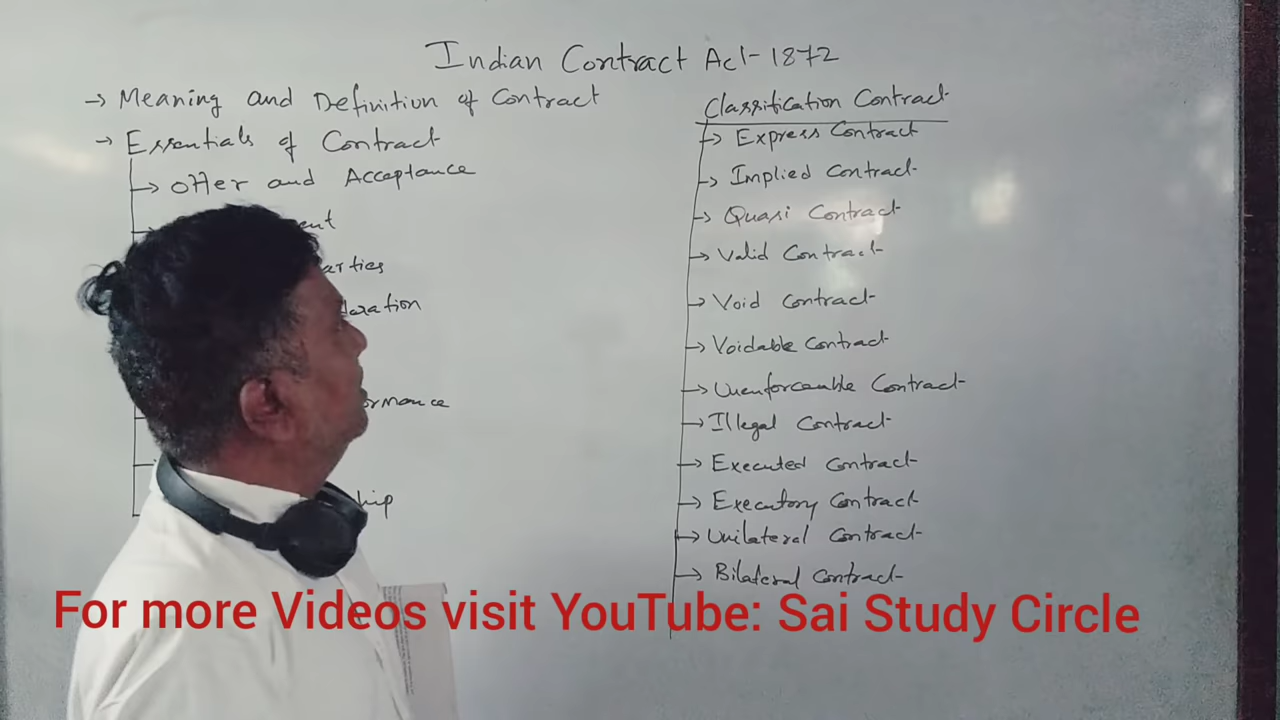 Indian Contract Act-1872
→ Meaning and Definition of Contract
→ Essentials of Contract
→ Offer and Acceptance
Classification Contract
→ Express Contract
→ Implied Contract
→ Quasi Contract
→ Valid Contract
→ Void Contract
→ Voidable Contract
→ Unenforceable Contract
→ Illegal Contract
→ Executed Contract
→ Executory Contract
→ Unilateral Contract
→ Bilateral Contract
For more Videos visit YouTube: Sai Study Circle